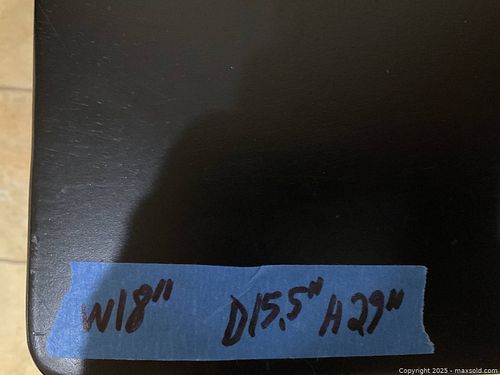 W18" D15.5" H29"
Copyright 2025 - maxsold.com